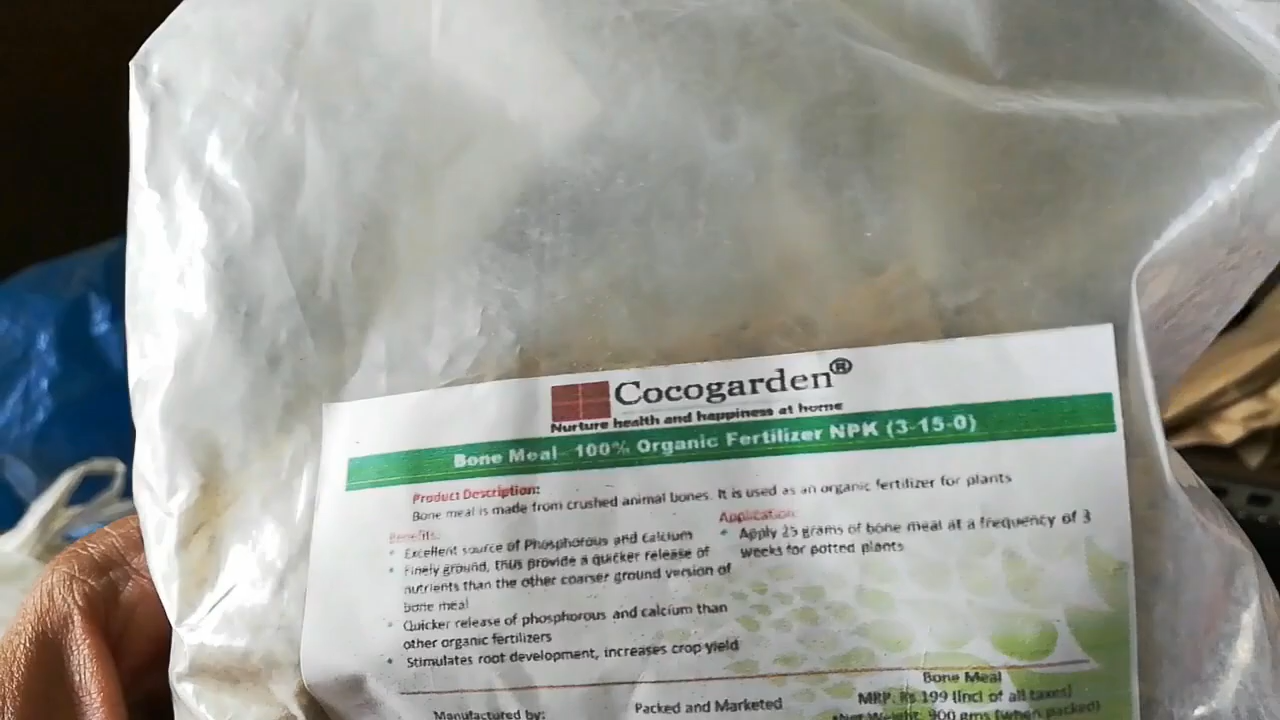 Cocogarden®
Nurture health and happiness at home
Bone Meal- 100% Organic Fertilizer NPK (3-15-0)
Product Description:
Bone meal is made from crushed animal bones. It is used as an organic fertilizer for plants
Benefits:
• Excellent source of Phosphorous and Calcium
• Finely ground, thus provide a quicker release of
nutrients than the other coarser ground version of
bone meal
• Quicker release of phosphorous and calcium than
other organic fertilizers
• Stimulates root development, increases crop yield
Application:
• Apply 25 grams of bone meal at a frequency of 3
weeks for potted plants
Manufactured by:
Packed and Marketed
Bone Meal
MRP: Rs 199 (Incl of all taxes)
Net Weight: 900 gms (when packed)